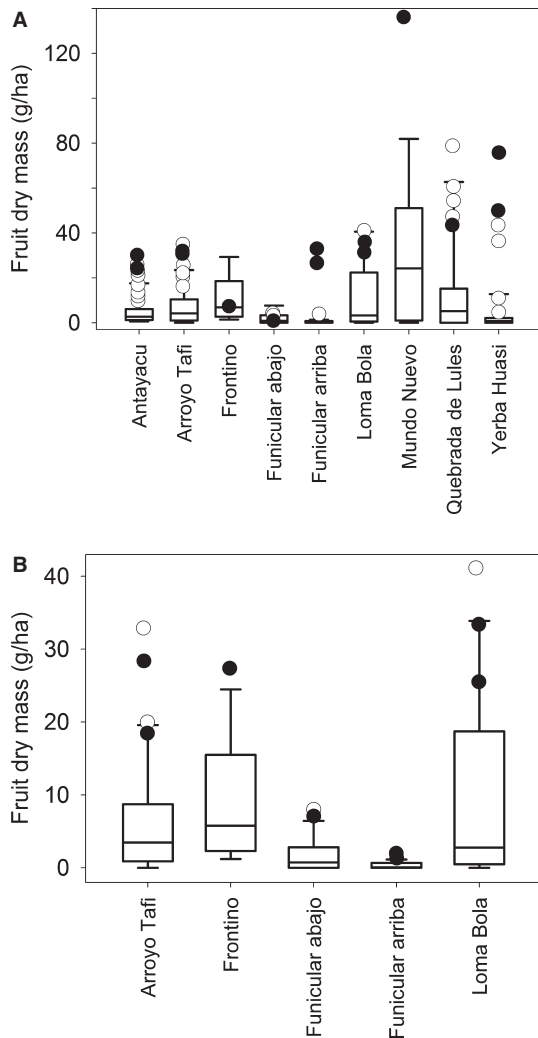 A
Fruit dry mass (g/ha)
120
80
40
0
Antayacu
Arroyo Tafi
Frontino
Funicular abajo
Funicular arriba
Loma Bola
Mundo Nuevo
Quebrada de Lules
Yerba Huasi
B
Fruit dry mass (g/ha)
40
30
20
10
0
Arroyo Tafi
Frontino
Funicular abajo
Funicular arriba
Loma Bola